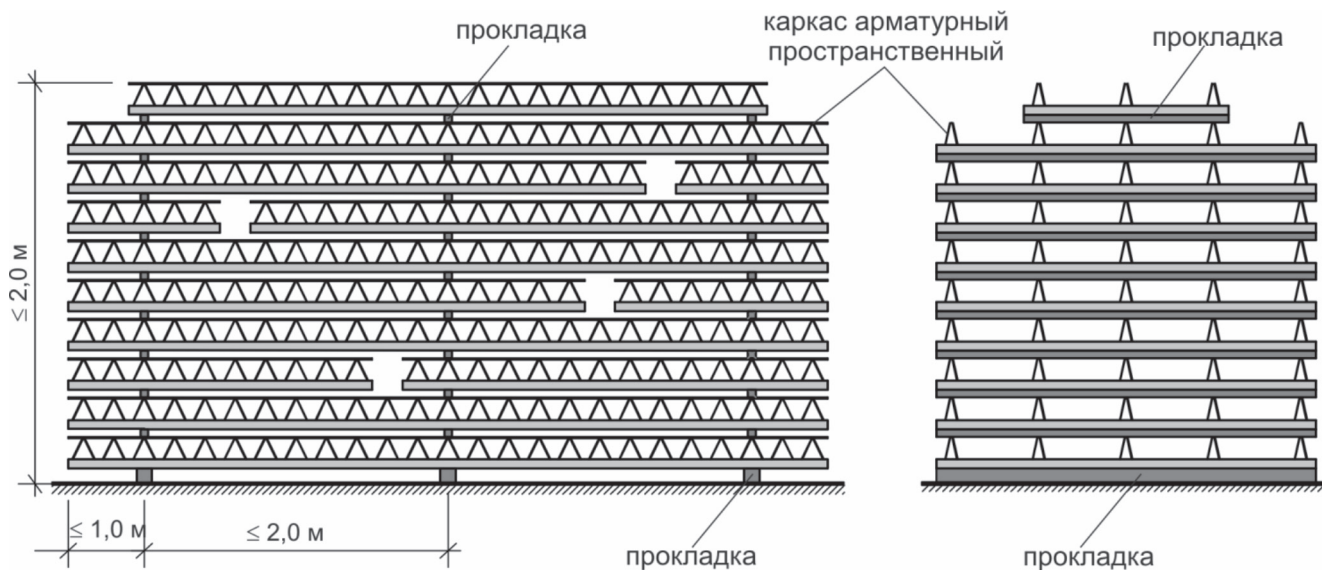 прокладка
каркас арматурный
пространственный
прокладка
≤ 2,0 м
≤ 1,0 м
≤ 2,0 м
прокладка
прокладка